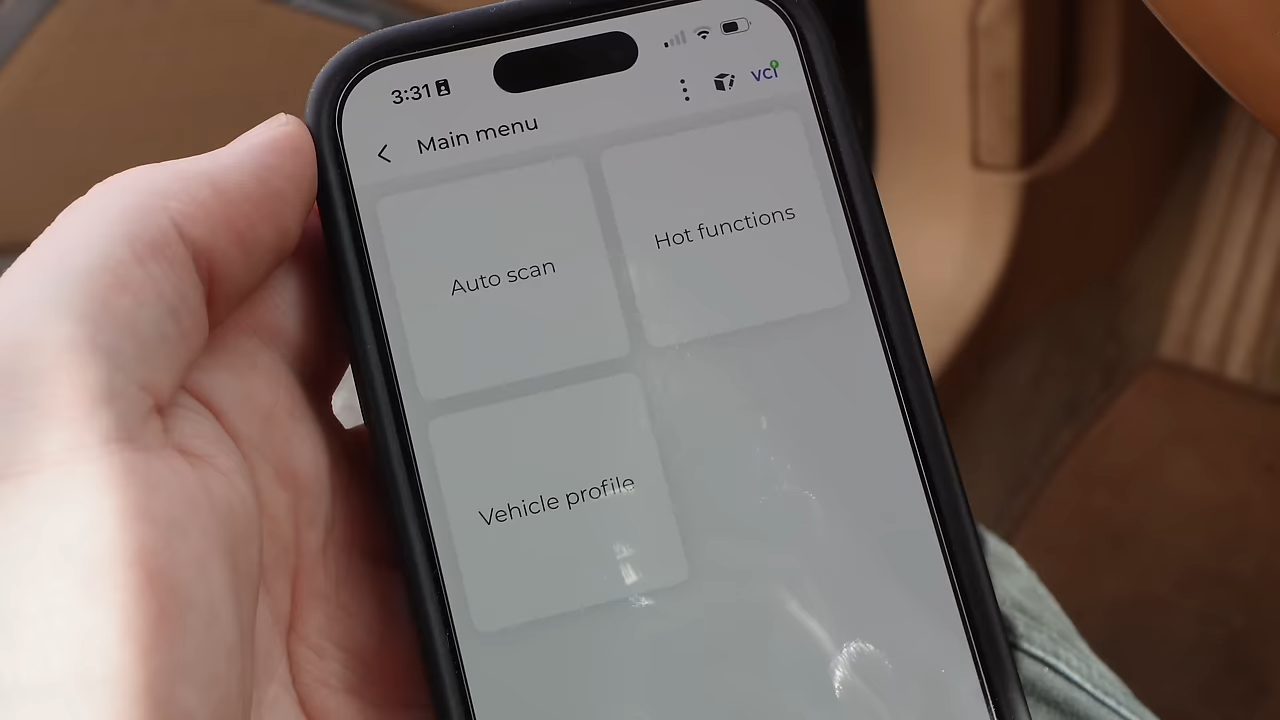 3:31
VCI
Main menu
Auto scan
Hot functions
Vehicle profile